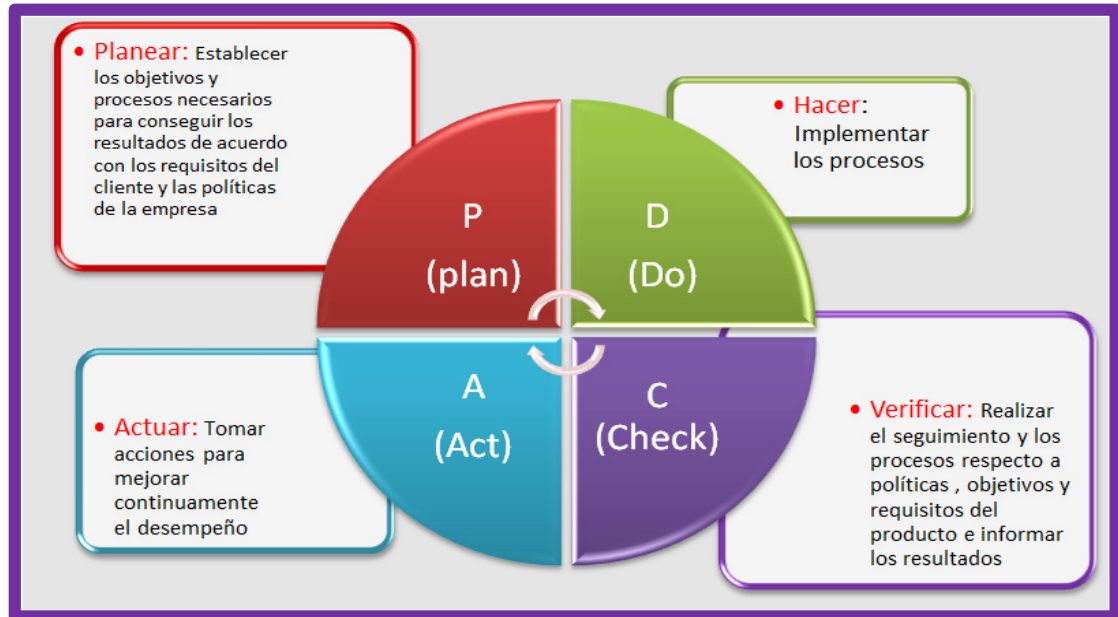 • Planear: Establecer
los objetivos y
procesos necesarios
para conseguir los
resultados de acuerdo
con los requisitos del
cliente y las políticas
de la empresa
• Hacer:
Implementar
los procesos
P
(plan)
D
(Do)
A
(Act)
C
(Check)
• Actuar: Tomar
acciones para
mejorar
continuamente
el desempeño
• Verificar: Realizar
el seguimiento y los
procesos respecto a
políticas , objetivos y
requisitos del
producto e informar
los resultados